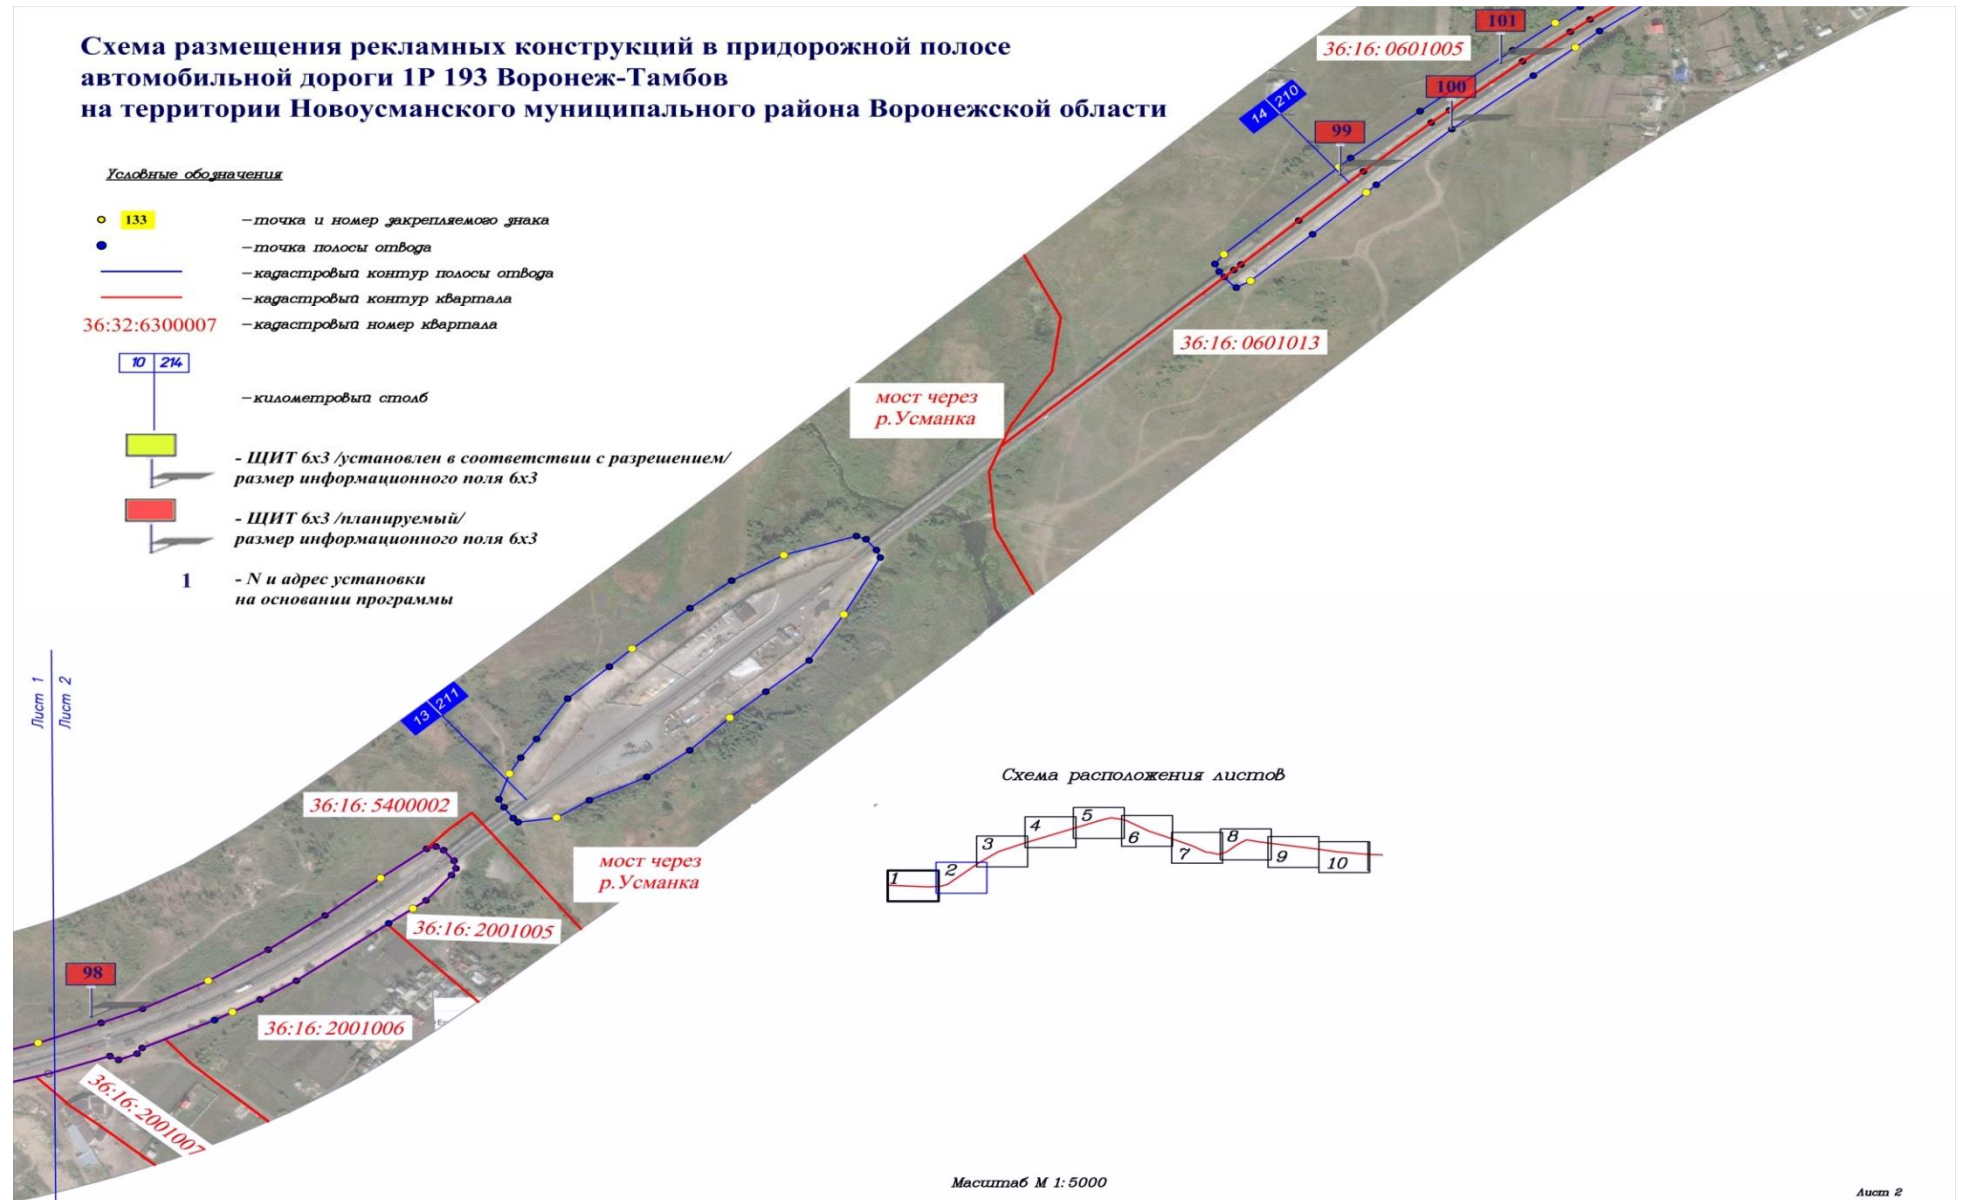 Схема размещения рекламных конструкций в придорожной полосе
автомобильной дороги 1Р 193 Воронеж-Тамбов
на территории Новоусманского муниципального района Воронежской области
Условные обозначения
133 –точка и номер закрепляемого знака
–точка полосы отвода
–кадастровый контур полосы отвода
–кадастровый контур квартала
36:32:6300007 –кадастровый номер квартала
10 214
–километровый столб
- ЩИТ 6х3 /установлен в соответствии с разрешением/
размер информационного поля 6х3
- ЩИТ 6х3 /планируемый/
размер информационного поля 6х3
1 - N и адрес установки
на основании программы
101
36:16: 0601005
100
14 210
99
36:16: 0601013
мост через
р.Усманка
Лист 1
Лист 2
13 211
36:16: 5400002
мост через
р.Усманка
36:16: 2001005
98
36:16: 2001006
36:16: 2001007
Схема расположения листов
1
2
3
4
5
6
7
8
9
10
Масштаб М 1:5000
Лист 2